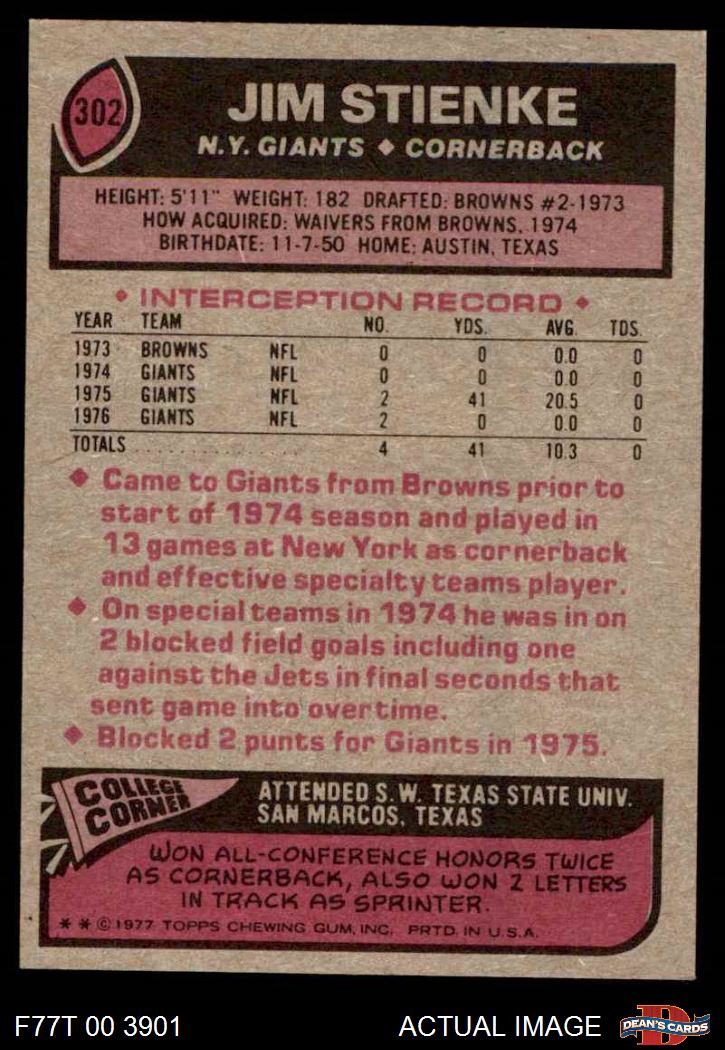 302
JIM STIENKE
N.Y. GIANTS ♦ CORNERBACK
HEIGHT: 5'11" WEIGHT: 182 DRAFTED: BROWNS #2-1973
HOW ACQUIRED: WAIVERS FROM BROWNS, 1974
BIRTHDATE: 11-7-50 HOME: AUSTIN, TEXAS
♦ INTERCEPTION RECORD ♦
YEAR TEAM NO. YDS. AVG. TDS.
1973 BROWNS NFL 0 0 0.0 0
1974 GIANTS NFL 0 0 0.0 0
1975 GIANTS NFL 2 41 20.5 0
1976 GIANTS NFL 2 0 0.0 0
TOTALS 4 41 10.3 0
♦ Came to Giants from Browns prior to
start of 1974 season and played in
13 games at New York as cornerback
and effective specialty teams player.
♦ On special teams in 1974 he was in on
2 blocked field goals including one
against the Jets in final seconds that
sent game into overtime.
♦ Blocked 2 punts for Giants in 1975.
COLLEGE
CORNER
ATTENDED S.W. TEXAS STATE UNIV.
SAN MARCOS, TEXAS
WON ALL-CONFERENCE HONORS TWICE
AS CORNERBACK, ALSO WON 2 LETTERS
IN TRACK AS SPRINTER.
* * © 1977 TOPPS CHEWING GUM, INC. PRTD. IN U.S.A.
F77T 00 3901
ACTUAL IMAGE
D
DEAN'S CARDS